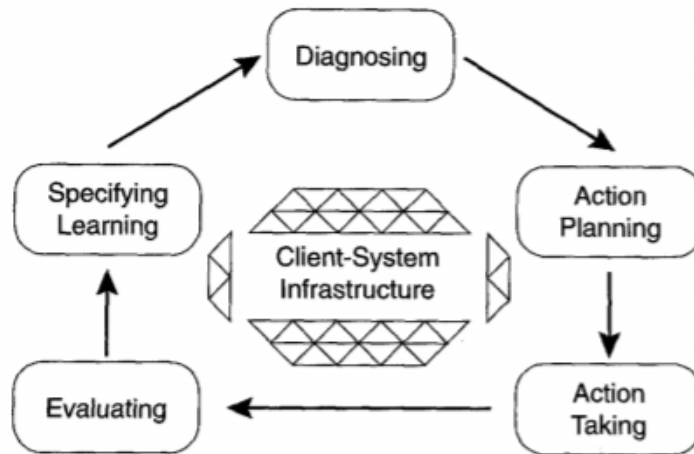 Diagnosing
Specifying
Learning
Action
Planning
Client-System
Infrastructure
Evaluating
Action
Taking